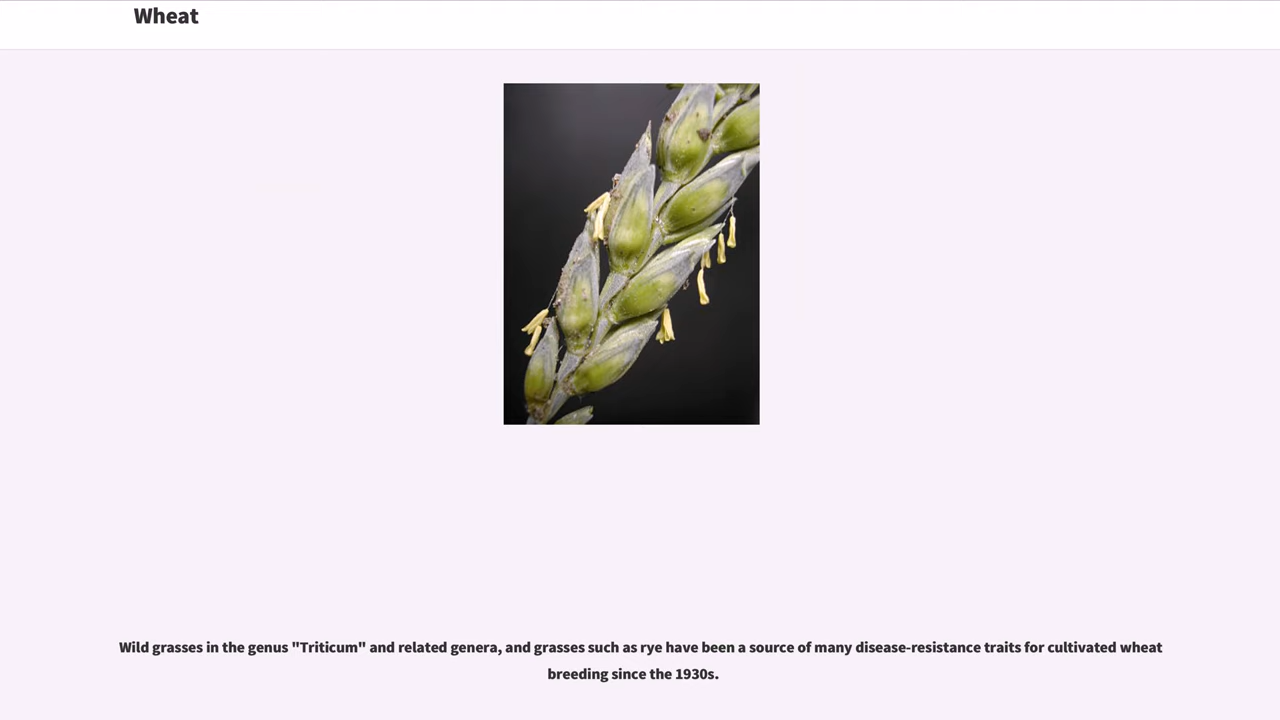 Wheat
Wild grasses in the genus "Triticum" and related genera, and grasses such as rye have been a source of many disease-resistance traits for cultivated wheat
breeding since the 1930s.